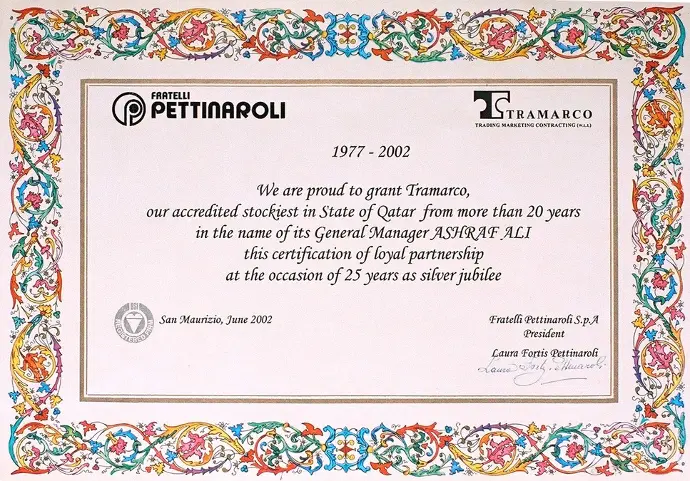 FRATELLI
PETTINAROLI
TRAMARCO
TRADING MARKETING CONTRACTING (W.L.L)
1977 - 2002
We are proud to grant Tramarco,
our accredited stockiest in State of Qatar from more than 20 years
in the name of its General Manager ASHRAF ALI
this certification of loyal partnership
at the occasion of 25 years as silver jubilee
San Maurizio, June 2002
Fratelli Pettinaroli S.p.A
President
Laura Fortis Pettinaroli